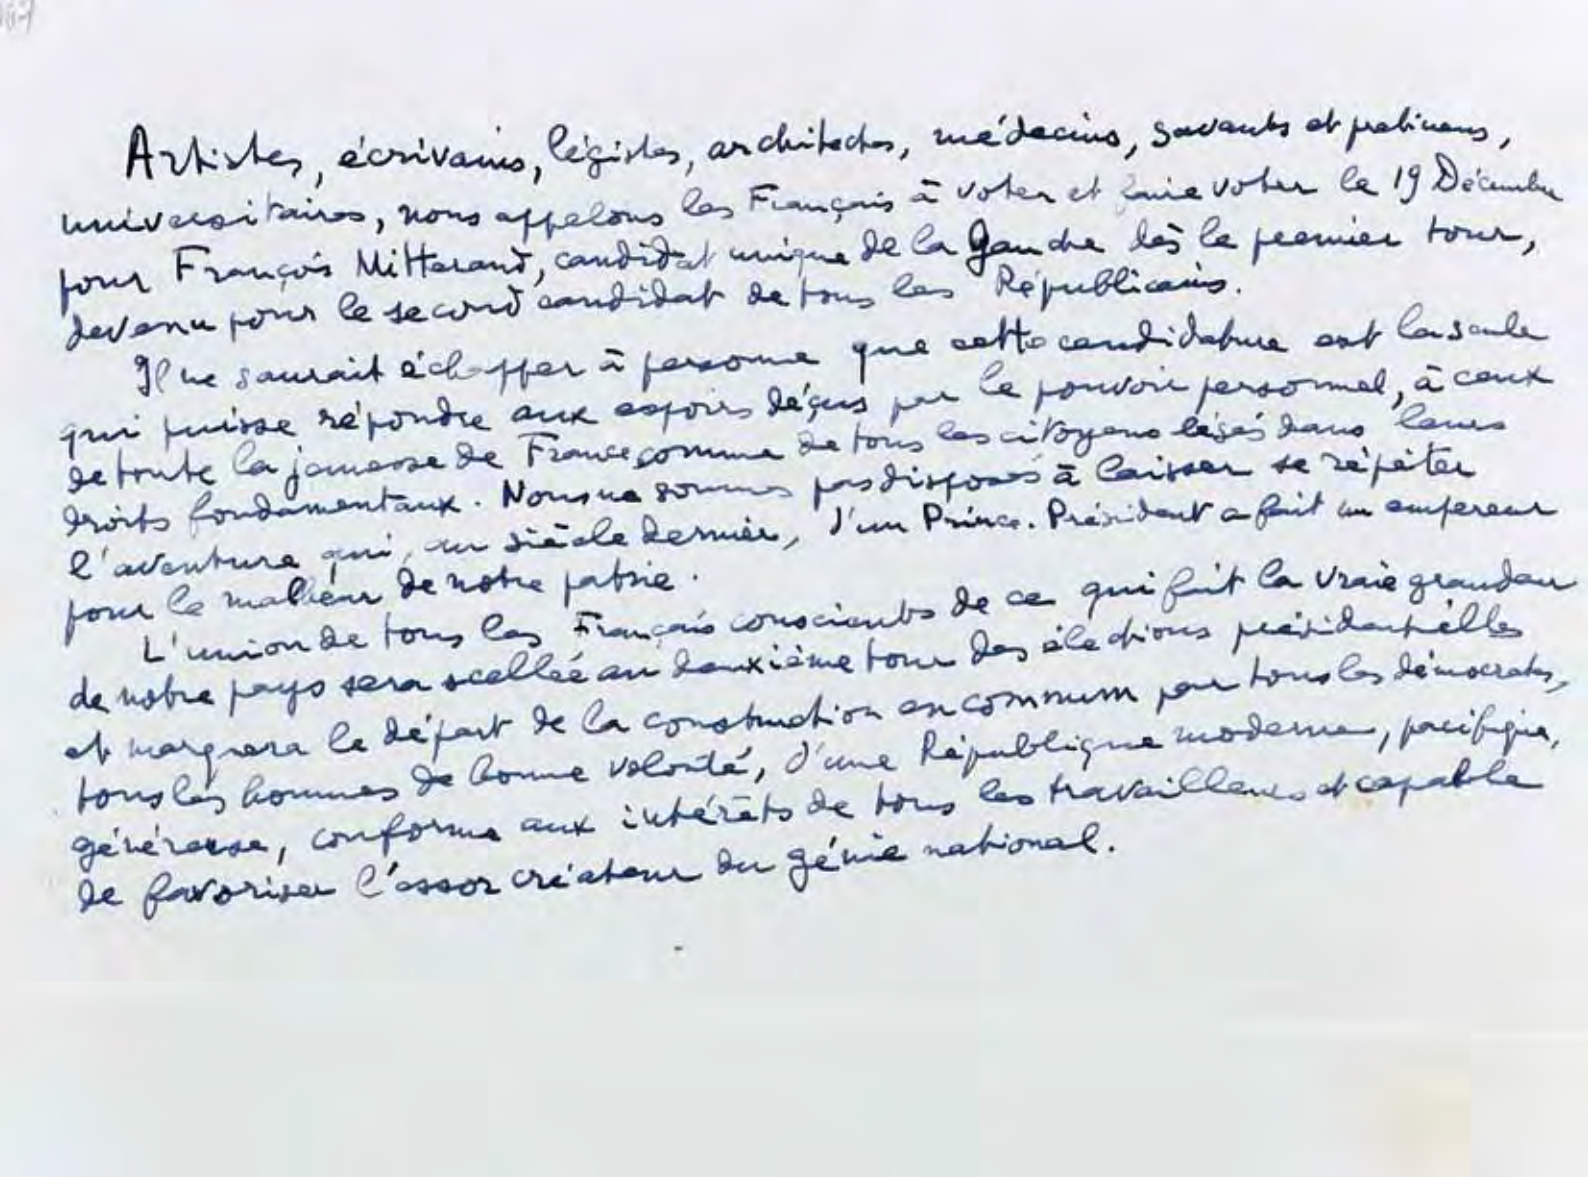 Artistes, écrivains, légistes, architectes, médecins, savants et praticiens,
universitaires, nous appelons les Français à voter et faire voter le 19 Décembre
pour François Mitterand, candidat unique de la Gauche dès le premier tour,
devenu pour le second candidat de tous les Républicains.
Il ne saurait échapper à personne que cette candidature est la seule
qui puisse répondre aux espoirs déçus par le pouvoir personnel, à ceux
de toute la jeunesse de France comme de tous les citoyens lésés dans leurs
droits fondamentaux. Nous ne sommes pas disposés à laisser se répéter
l'aventure qui, au siècle dernier, d'un Prince-Président a fait un empereur
pour le malheur de notre patrie.
L'union de tous les Français conscients de ce qui fait la vraie grandeur
de notre pays sera scellée au deuxième tour des élections présidentielles
et marquera le départ de la construction en commum par tous les démocrates,
tous les hommes de bonne volonté, d'une République moderne, pacifique,
généreuse, conforme aux intérêts de tous les travailleurs et capable
de favoriser l'essor créateur du génie national.